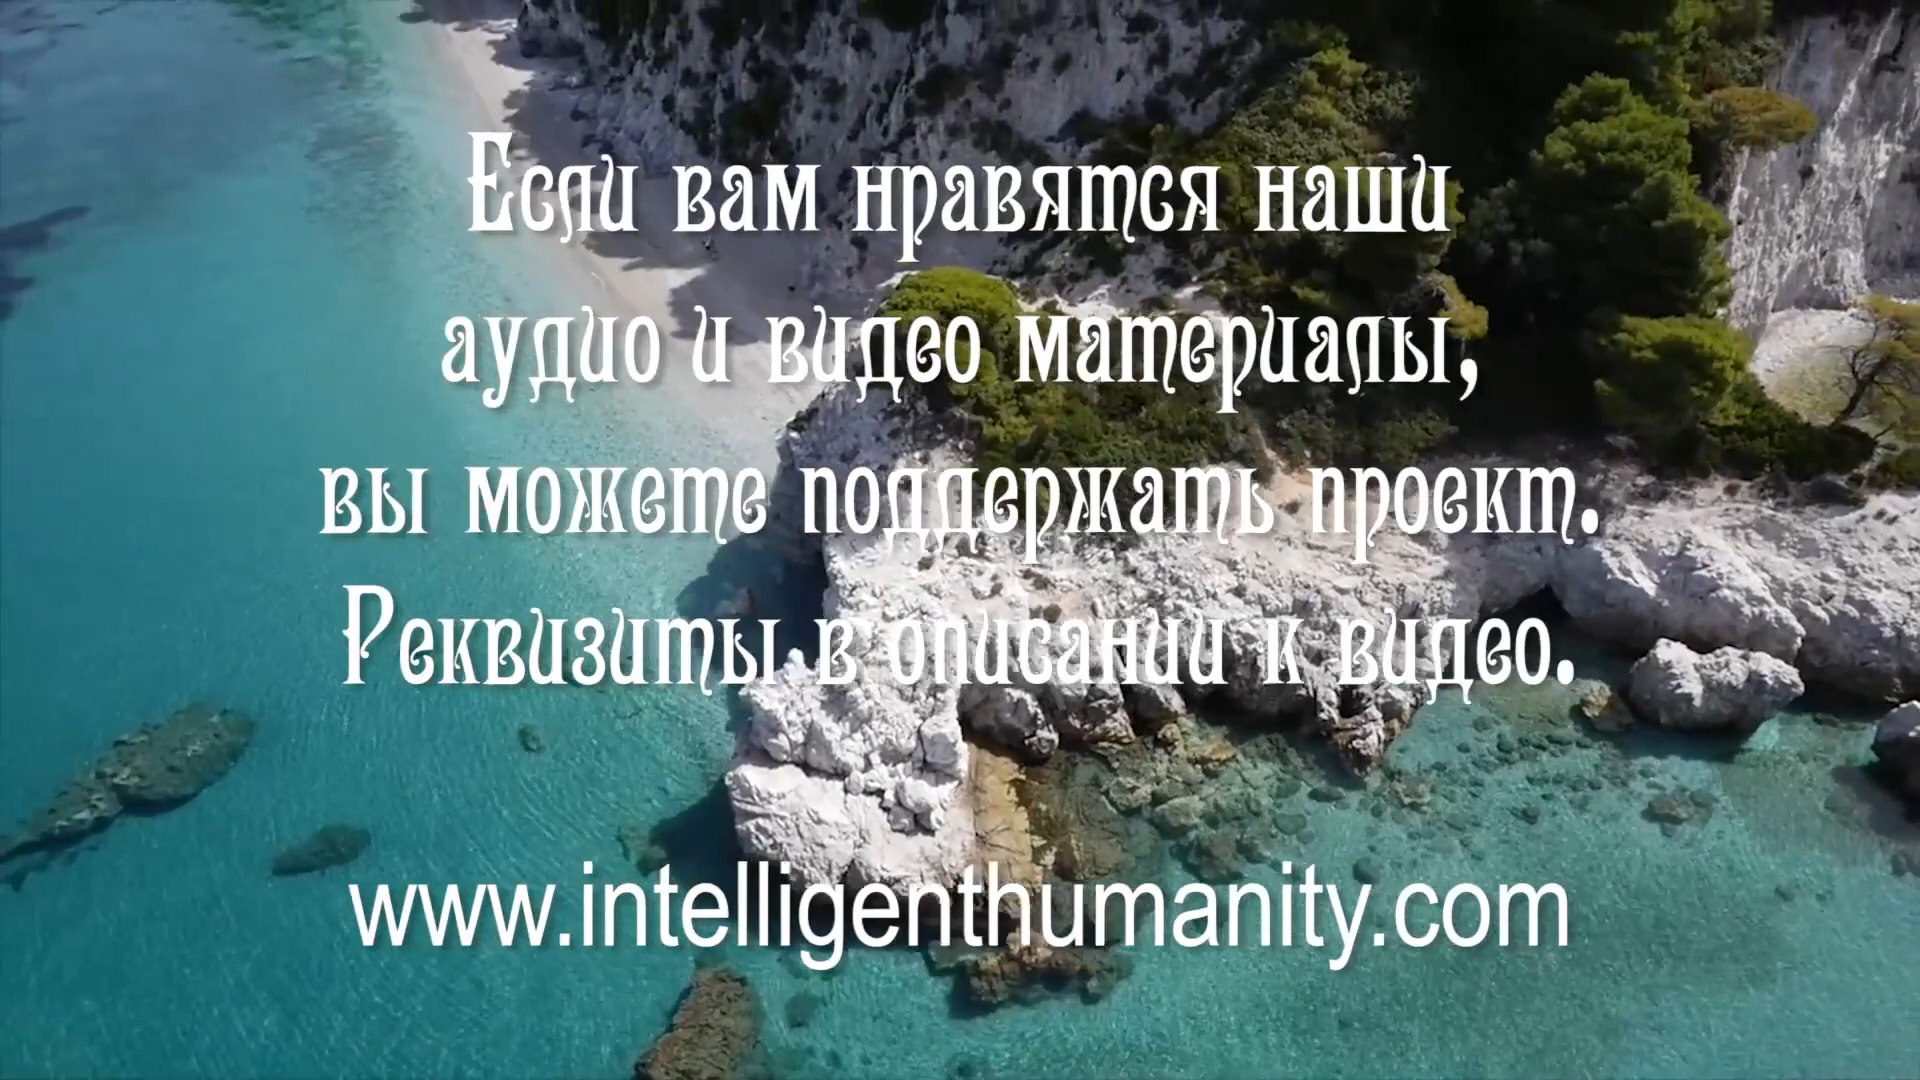 Если вам нравятся наши
аудио и видео материалы,
вы можете поддержать проект.
Реквизиты в описании к видео.
www.intelligenthumanity.com